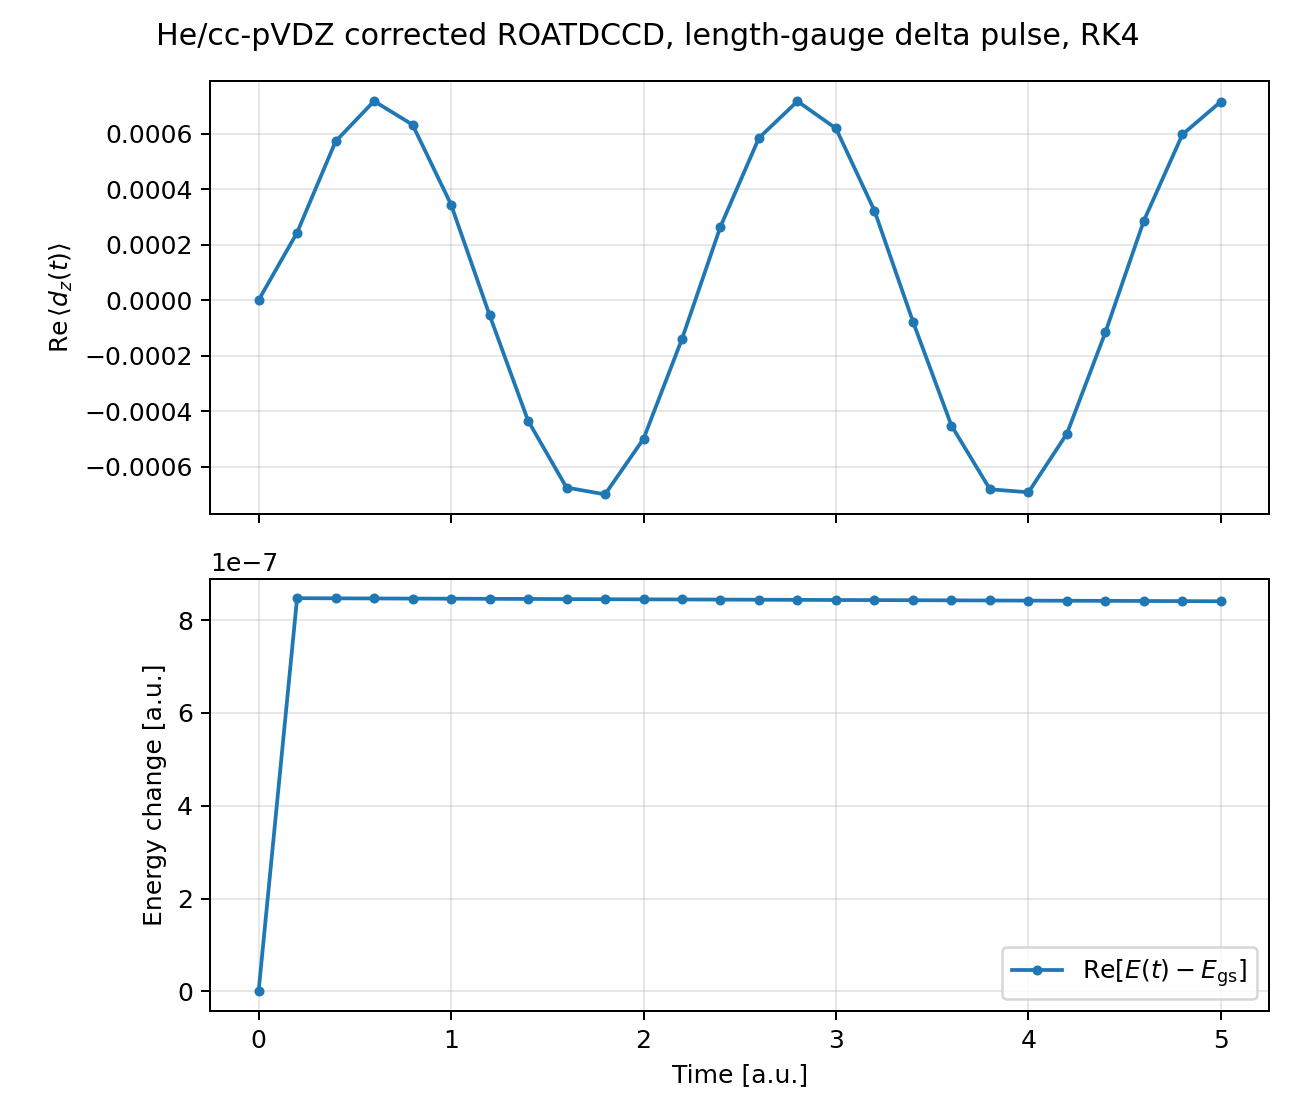 He/cc-pVDZ corrected ROATDCCD, length-gauge delta pulse, RK4
0.0006
0.0004
0.0002
0.0000
−0.0002
−0.0004
−0.0006
Re⟨d_z(t)⟩
1e−7
8
6
4
2
0
Energy change [a.u.]
Re[E(t) − E_gs]
0 1 2 3 4 5
Time [a.u.]